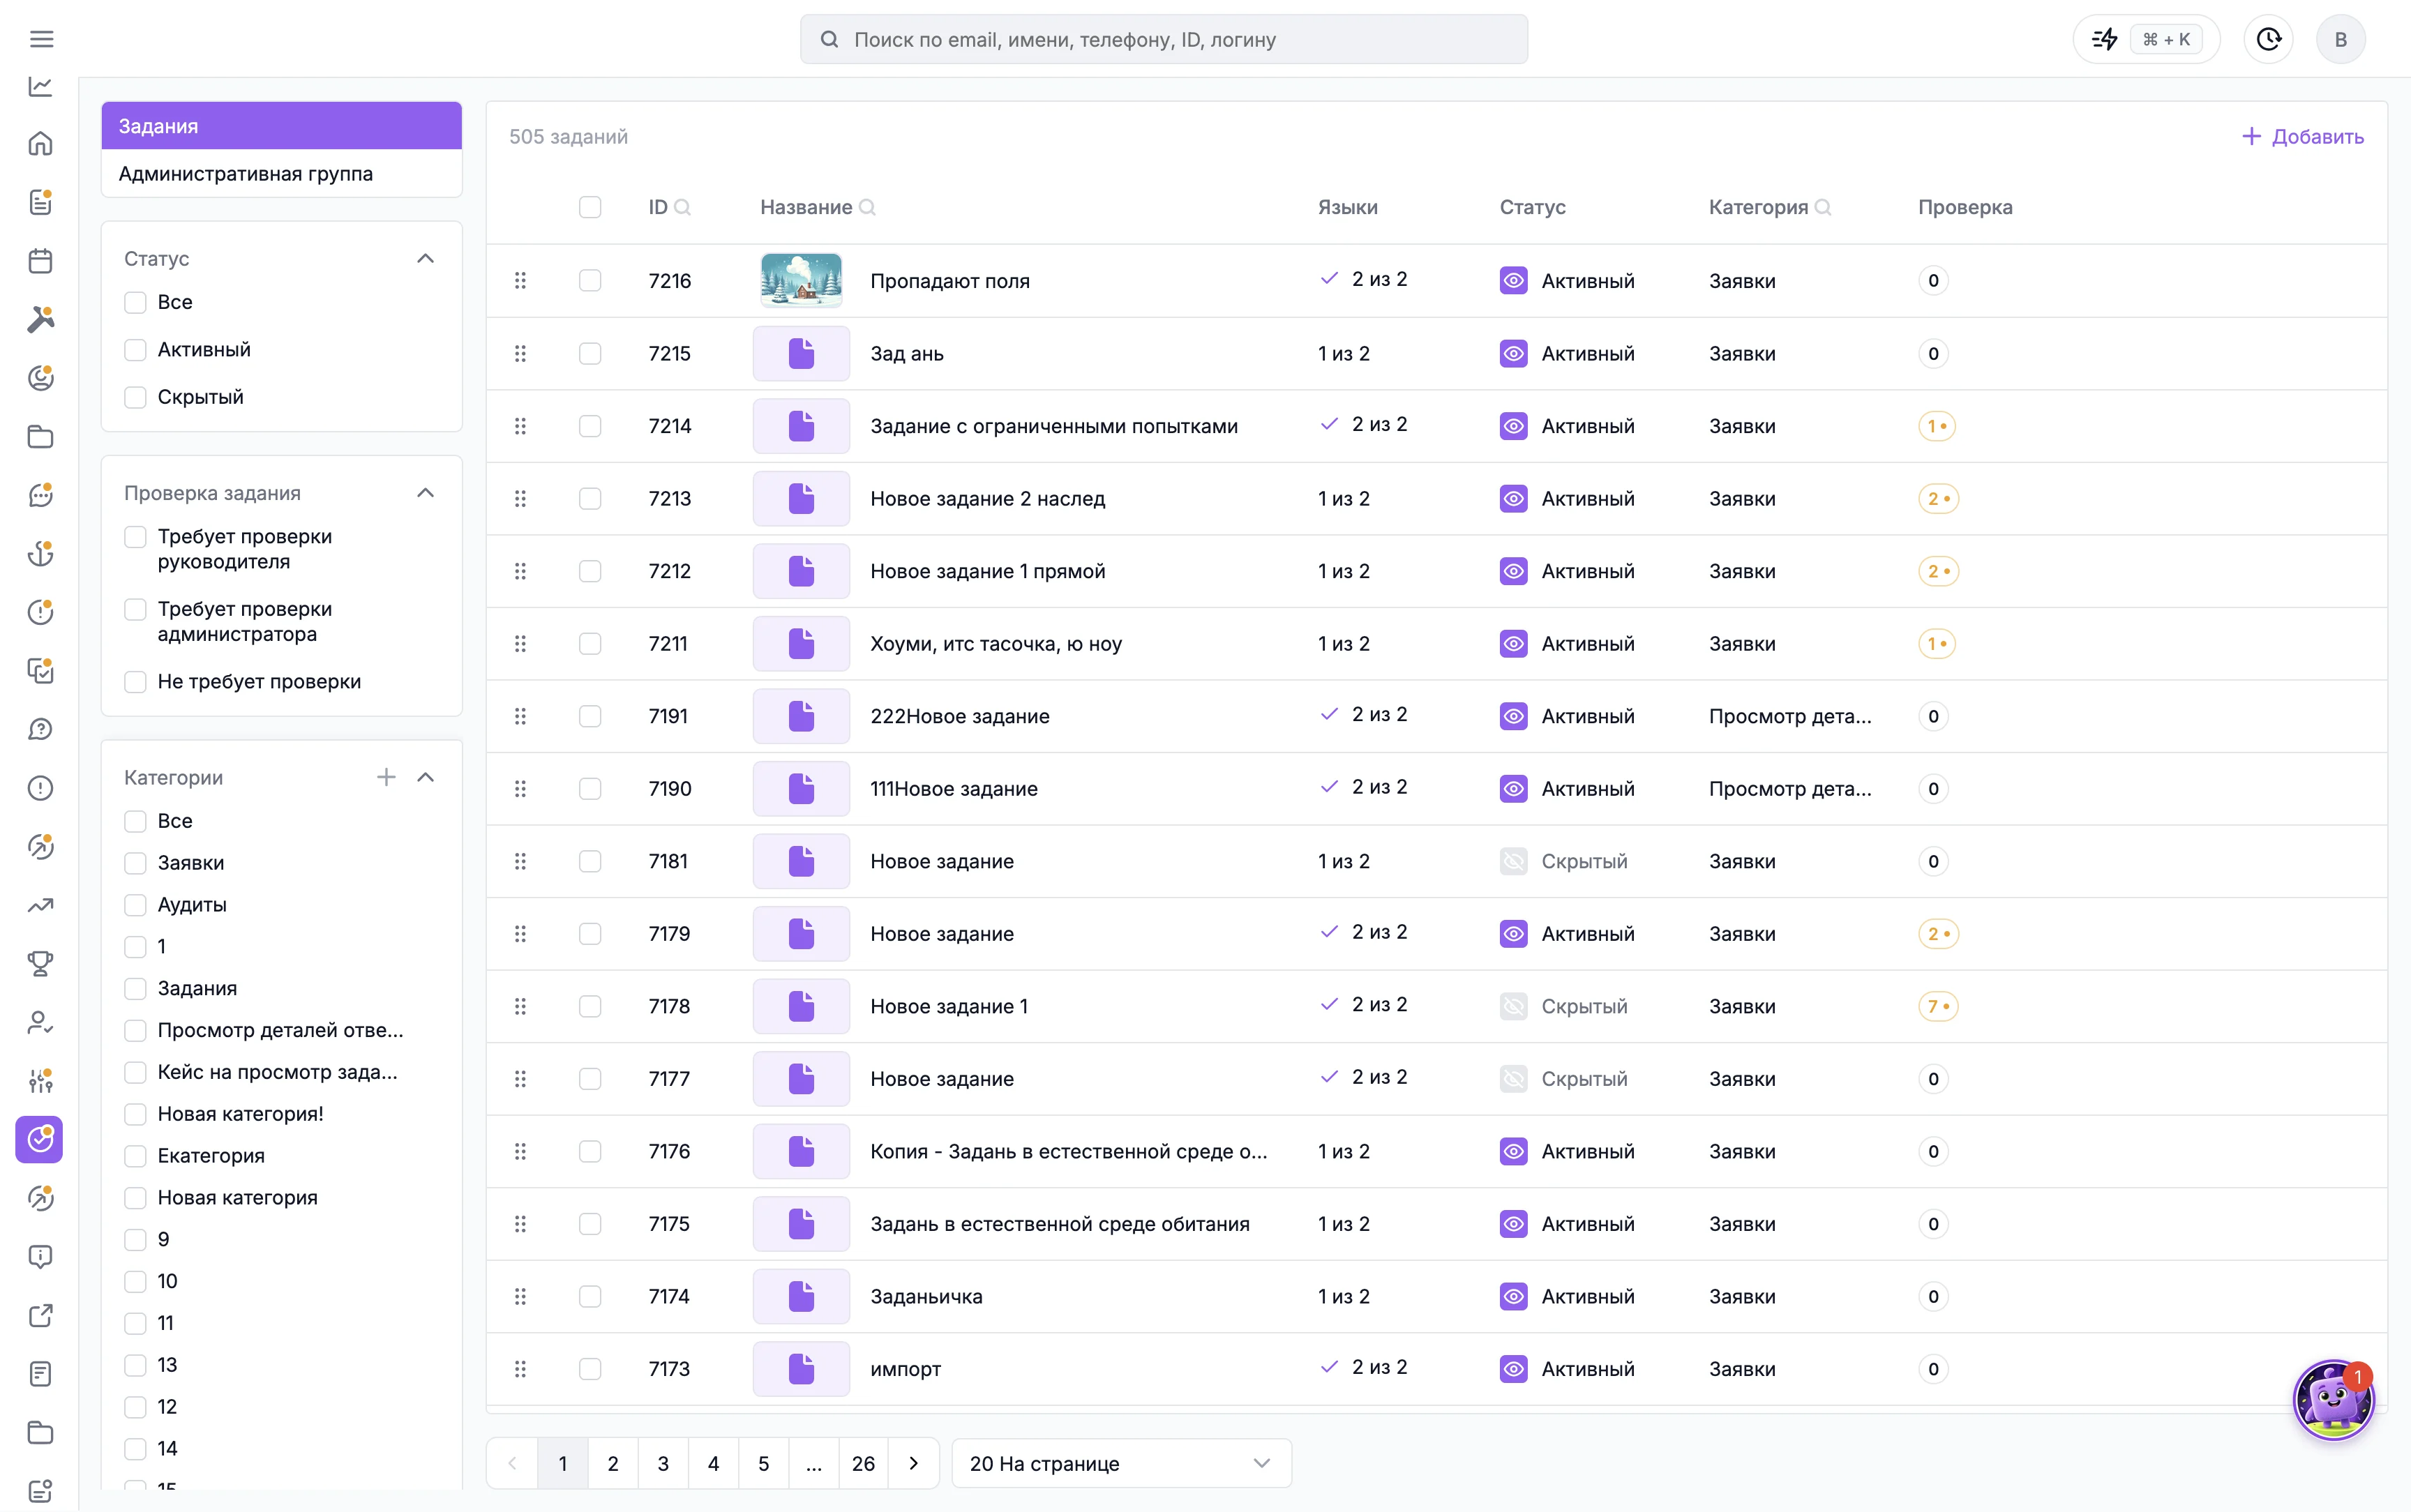 Поиск по email, имени, телефону, ID, логину
⌘ + K
B
Задания
Административная группа
Статус
Все
Активный
Скрытый
Проверка задания
Требует проверки
руководителя
Требует проверки
администратора
Не требует проверки
Категории
Все
Заявки
Аудиты
1
Задания
Просмотр деталей отве...
Кейс на просмотр зада...
Новая категория!
Екатегория
Новая категория
9
10
11
13
12
14
15
505 заданий
Добавить
ID Название Языки Статус Категория Проверка
7216 Пропадают поля 2 из 2 Активный Заявки 0
7215 Зад ань 1 из 2 Активный Заявки 0
7214 Задание с ограниченными попытками 2 из 2 Активный Заявки 1
7213 Новое задание 2 наслед 1 из 2 Активный Заявки 2
7212 Новое задание 1 прямой 1 из 2 Активный Заявки 2
7211 Хоуми, итс тасочка, ю ноу 1 из 2 Активный Заявки 1
7191 222Новое задание 2 из 2 Активный Просмотр дета... 0
7190 111Новое задание 2 из 2 Активный Просмотр дета... 0
7181 Новое задание 1 из 2 Скрытый Заявки 0
7179 Новое задание 2 из 2 Активный Заявки 2
7178 Новое задание 1 2 из 2 Скрытый Заявки 7
7177 Новое задание 2 из 2 Скрытый Заявки 0
7176 Копия - Задань в естественной среде о... 1 из 2 Активный Заявки 0
7175 Задань в естественной среде обитания 1 из 2 Активный Заявки 0
7174 Заданьичка 1 из 2 Активный Заявки 0
7173 импорт 2 из 2 Активный Заявки 0
1
1 2 3 4 5 ... 26
20 На странице